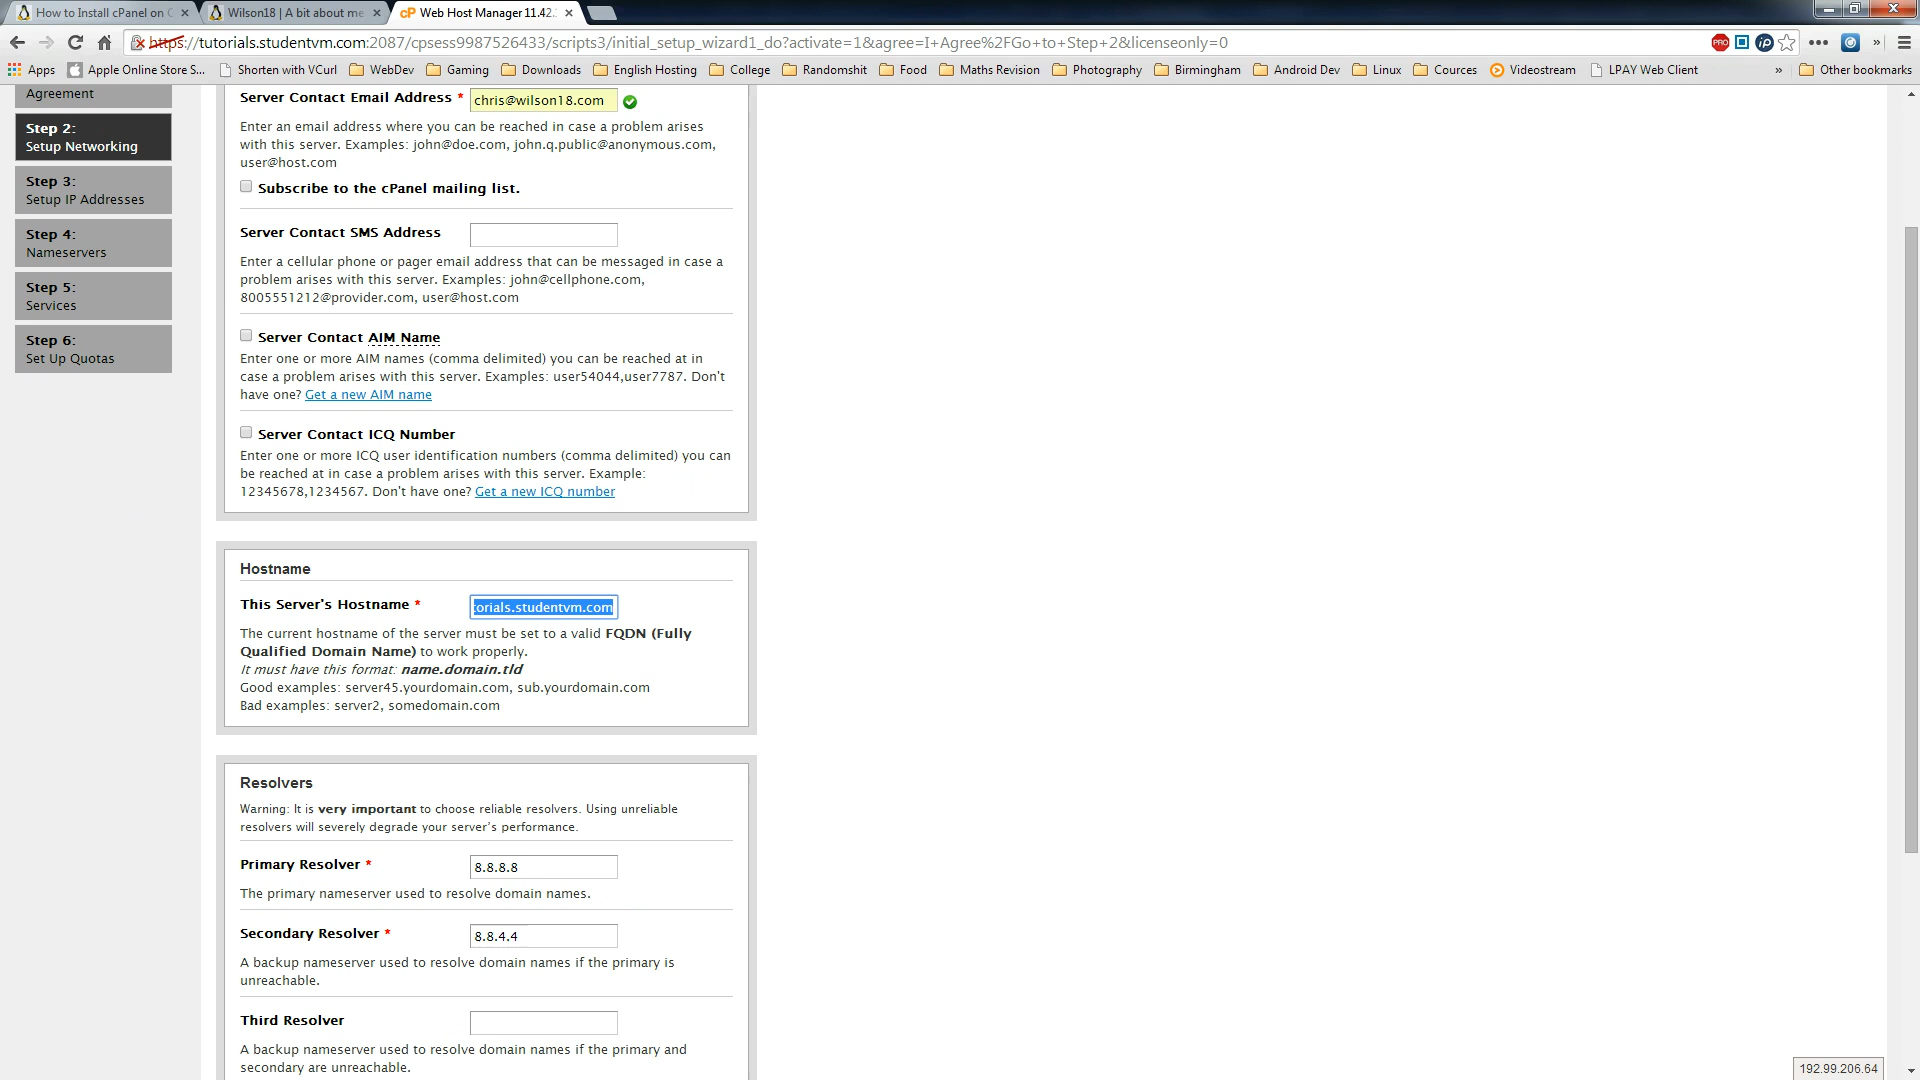 How to Install cPanel on C
Wilson18 | A bit about me
cP Web Host Manager 11.42.
https://tutorials.studentvm.com:2087/cpsess9987526433/scripts3/initial_setup_wizard1_do?activate=1&agree=I+Agree%2FGo+to+Step+2&licenseonly=0
PRO
iP
Apps
Apple Online Store S...
Shorten with VCurl
WebDev
Gaming
Downloads
English Hosting
College
Randomshit
Food
Maths Revision
Photography
Birmingham
Android Dev
Linux
Cources
Videostream
LPAY Web Client
»
Other bookmarks
Agreement
Step 2:
Setup Networking
Step 3:
Setup IP Addresses
Step 4:
Nameservers
Step 5:
Services
Step 6:
Set Up Quotas
Server Contact Email Address * chris@wilson18.com
Enter an email address where you can be reached in case a problem arises
with this server. Examples: john@doe.com, john.q.public@anonymous.com,
user@host.com
Subscribe to the cPanel mailing list.
Server Contact SMS Address
Enter a cellular phone or pager email address that can be messaged in case a
problem arises with this server. Examples: john@cellphone.com,
8005551212@provider.com, user@host.com
Server Contact AIM Name
Enter one or more AIM names (comma delimited) you can be reached at in
case a problem arises with this server. Examples: user54044,user7787. Don't
have one? Get a new AIM name
Server Contact ICQ Number
Enter one or more ICQ user identification numbers (comma delimited) you can
be reached at in case a problem arises with this server. Example:
12345678,1234567. Don't have one? Get a new ICQ number
Hostname
This Server's Hostname * torials.studentvm.com
The current hostname of the server must be set to a valid FQDN (Fully
Qualified Domain Name) to work properly.
It must have this format: name.domain.tld
Good examples: server45.yourdomain.com, sub.yourdomain.com
Bad examples: server2, somedomain.com
Resolvers
Warning: It is very important to choose reliable resolvers. Using unreliable
resolvers will severely degrade your server's performance.
Primary Resolver * 8.8.8.8
The primary nameserver used to resolve domain names.
Secondary Resolver * 8.8.4.4
A backup nameserver used to resolve domain names if the primary is
unreachable.
Third Resolver
A backup nameserver used to resolve domain names if the primary and
secondary are unreachable.
192.99.206.64